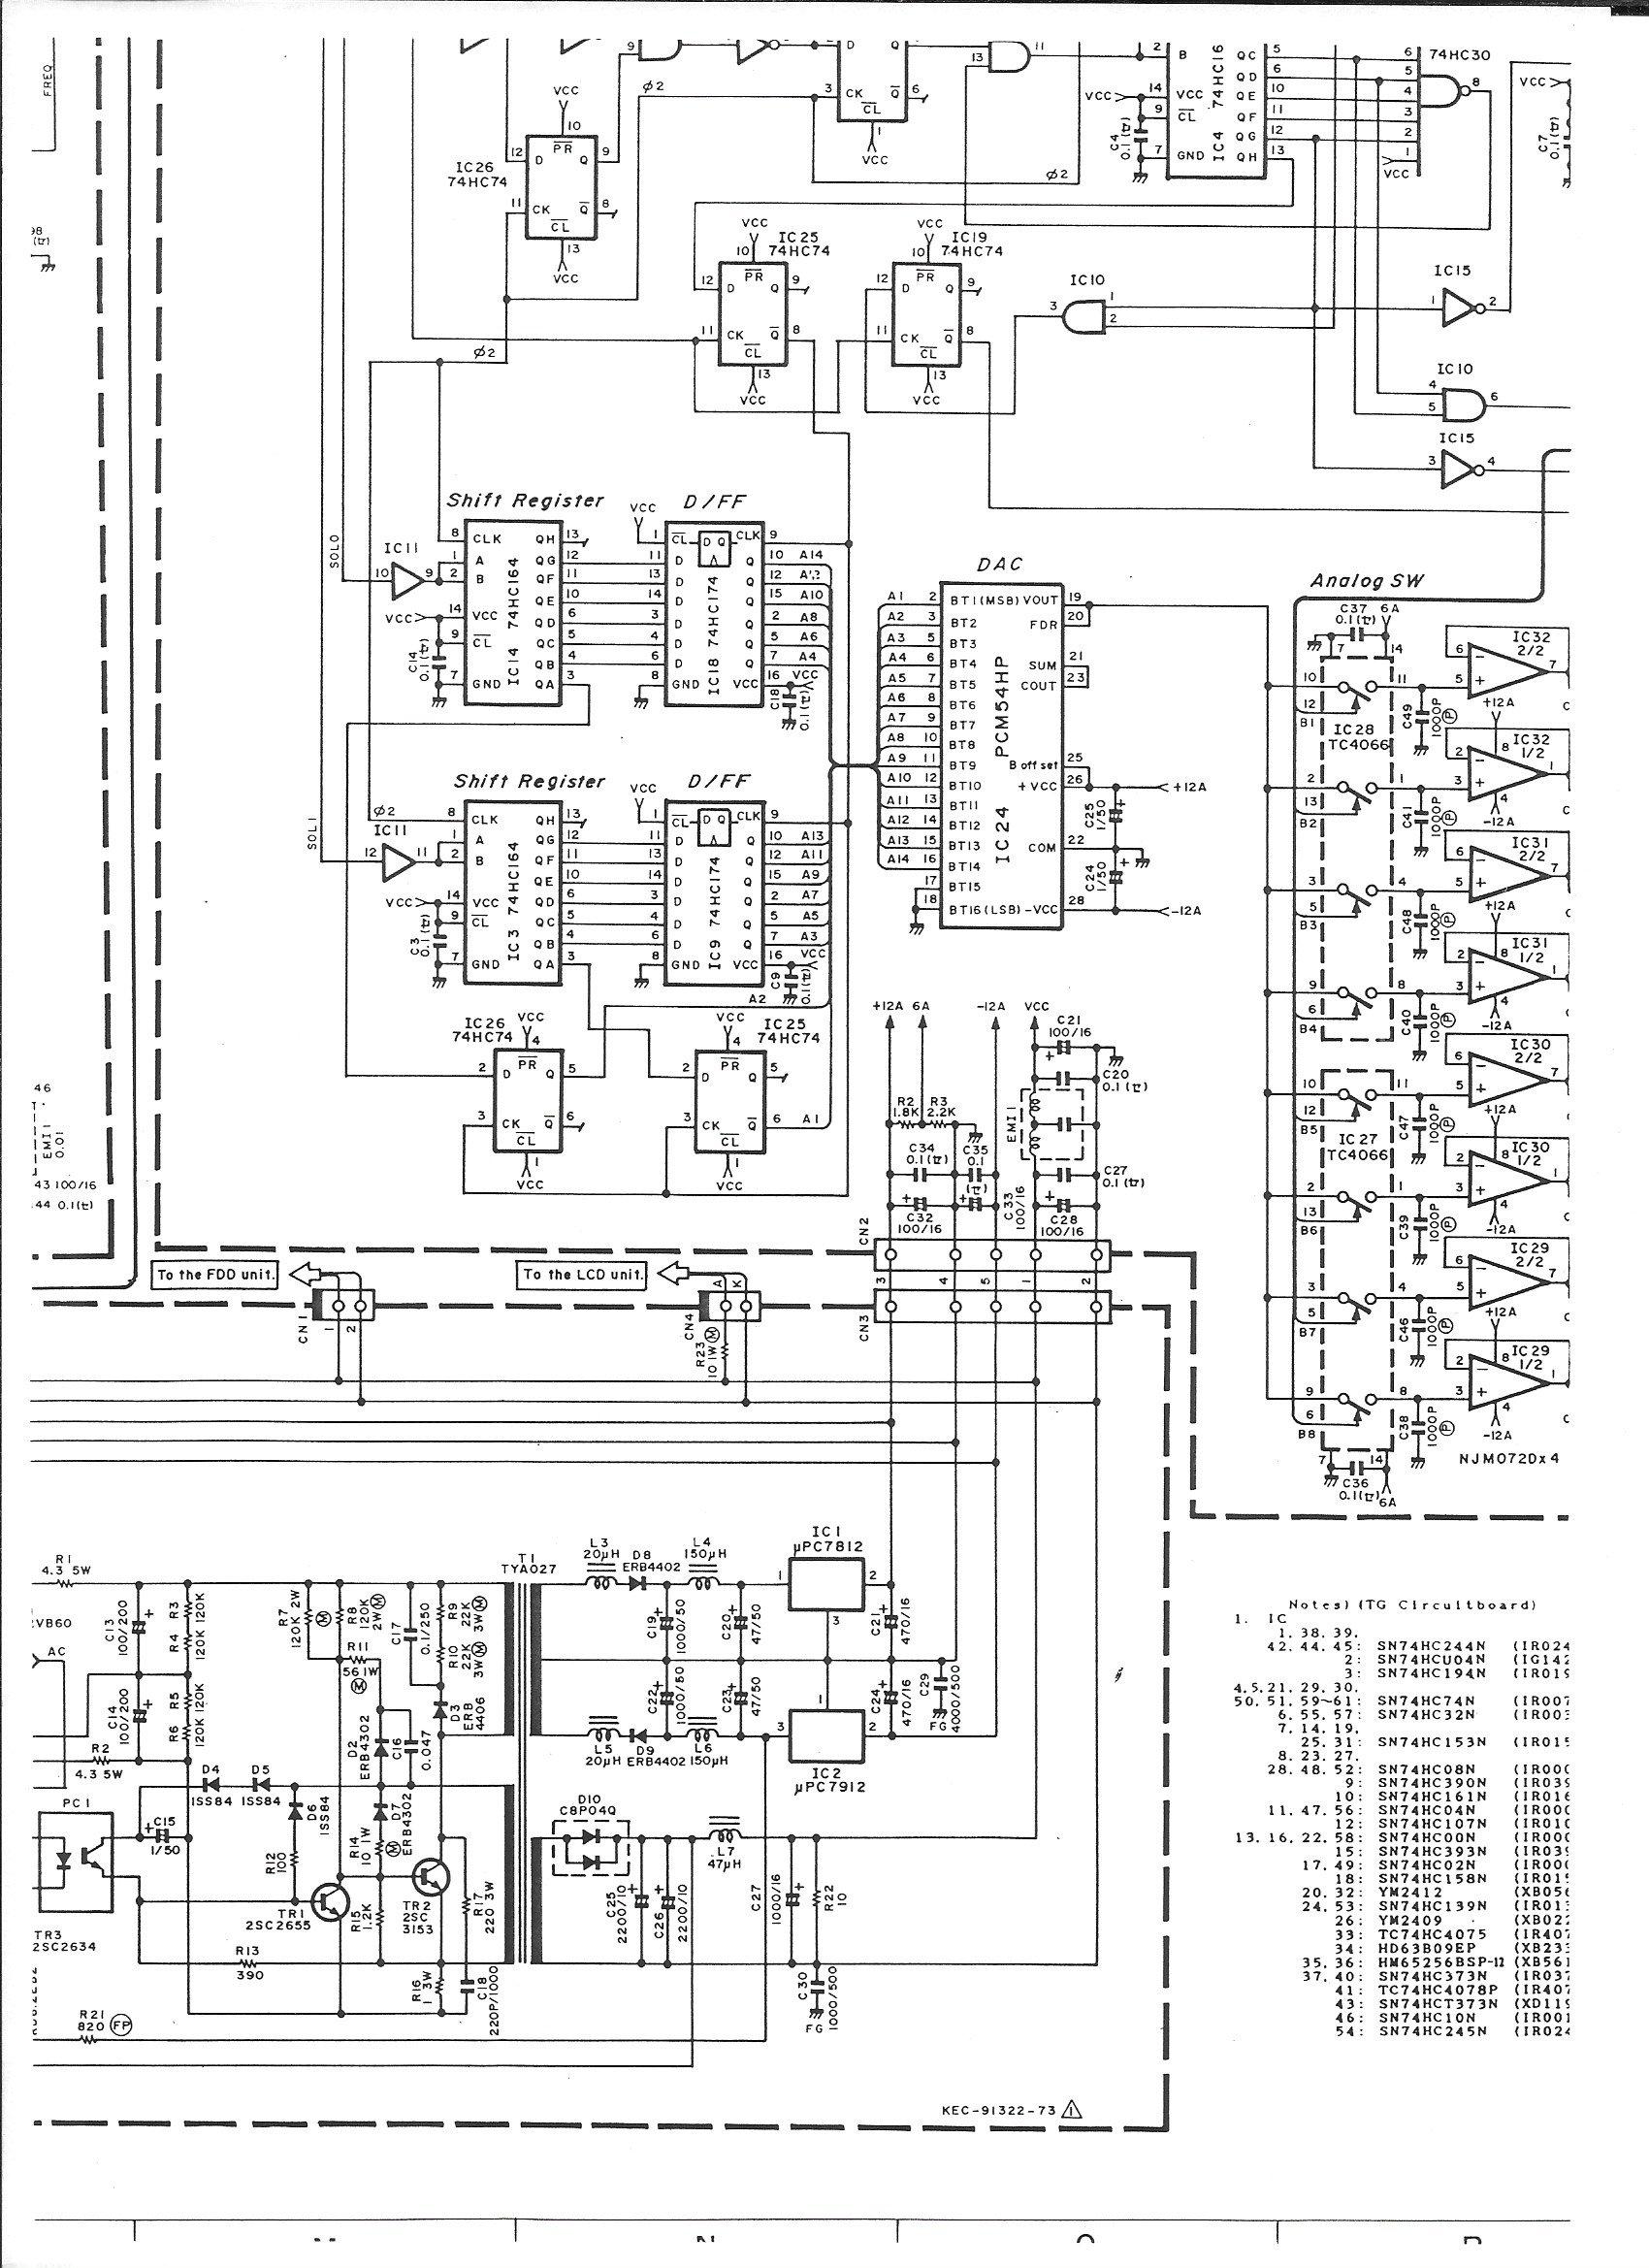 FREQ
VCC
10
IC26
74HC74
12 D PR Q 9
11 CK Q 8
CL
13
VCC
φ2
9
D Q
3 CK Q 6
CL
1
VCC
13 11
φ2
2 B
VCC 14 VCC
9 CL
7 GND
C4
0.1(セ)
IC4 74HC16
QC 5
QD 6
QE 10
QF 11
QG 12
QH 13
6 74HC30
5
4 8
3
2
1
VCC
VCC
C7
0.1(セ)
VCC
10
IC25
74HC74
12 D PR Q 9
11 CK Q 8
CL
13
VCC
VCC
10
IC19
74HC74
12 D PR Q 9
11 CK Q 8
CL
13
VCC
IC10
3 1
2
IC15
1 2
IC10
4
5 6
IC15
3 4
φ2
SOL0
SOL1
Shift Register
D/FF
IC11
10 9
8 CLK QH 13
1 A QG 12
2 B QF 11
QE 10
VCC 14 VCC QD 6
9 CL QC 5
QB 4
7 GND QA 3
IC14 74HC164
C14
0.1(セ)
VCC
1 CL D Q CLK 9
11 D Q 10 A14
13 D Q 12
14 D Q 15 A10
3 D Q 2 A8
4 D Q 5 A6
6 D Q 7 A4
8 GND VCC 16 VCC
IC18 74HC174
C18
0.1(セ)
Shift Register
D/FF
φ2
IC11
12 11
8 CLK QH 13
1 A QG 12
2 B QF 11
QE 10
VCC 14 VCC QD 6
9 CL QC 5
QB 4
7 GND QA 3
IC3 74HC164
C3
0.1(セ)
VCC
1 CL D Q CLK 9
11 D Q 10 A13
13 D Q 12 A11
14 D Q 15 A9
3 D Q 2 A7
4 D Q 5 A5
6 D Q 7 A3
8 GND VCC 16 VCC
IC9 74HC174
C9
0.1(セ)
A2
IC26
74HC74
VCC
4
2 D PR Q 5
3 CK Q 6
CL
1
VCC
IC25
74HC74
VCC
4
2 D PR Q 5
3 CK Q 6 A1
CL
1
VCC
DAC
A1 2 BT1(MSB) VOUT 19
A2 3 BT2 FDR 20
A3 5 BT3
A4 6 BT4 SUM 21
A5 7 BT5 COUT 23
A6 8 BT6
A7 9 BT7
A8 10 BT8
A9 11 BT9 B offset 25
A10 12 BT10 +VCC 26 +12A
A11 13 BT11
A12 14 BT12
A13 15 BT13 COM 22
A14 16 BT14
17 BT15
18 BT16(LSB) -VCC 28 -12A
IC24 PCM54HP
C25
1/50
C24
1/50
Analog SW
C37 6A
0.1(セ)
7 14
10 11
12
B1
IC28
TC4066
2 1
13
B2
3 4
5
B3
9 8
6
B4
10 11
12
B5
IC27
TC4066
2 1
13
B6
3 4
5
B7
9 8
6
B8
7 14
C36
0.1(セ) 6A
C49
1000P Ⓟ
C41
1000P Ⓟ
C48
1000P Ⓟ
C40
1000P Ⓟ
C47
1000P Ⓟ
C39
1000P Ⓟ
C46
1000P Ⓟ
C38
1000P Ⓟ
6 IC32
2/2
5 7
+12A
8 IC32
2 1/2
3 1
4
-12A
6 IC31
2/2
5 7
+12A
8 IC31
2 1/2
3 1
4
-12A
6 IC30
2/2
5 7
+12A
8 IC30
2 1/2
3 1
4
-12A
6 IC29
2/2
5 7
+12A
8 IC29
2 1/2
3 1
4
-12A
NJM072Dx4
+12A 6A -12A VCC
C21
100/16
C20
0.1(セ)
R2 R3
1.8K 2.2K
EMI1
C34
0.1(セ)
C35
0.1
(セ)
C27
0.1(セ)
C32
100/16
C33
100/16
C28
100/16
CN2
3 4 5 1 2
CN3
46
EMI1
0.01
43 100/16
44 0.1(セ)
To the FDD unit.
CN1
1 2
To the LCD unit.
CN4
A K
R23
10 1W Ⓜ
R1
4.3 5W
VB60
AC
C13
100/200
C14
100/200
R3
120K
R4
120K
R5
120K
R6
120K
R2
4.3 5W
R7
120K 2W
Ⓜ
R8
120K
2W Ⓜ
R11
56 1W
Ⓜ
C17
0.1/250
R9
22K
3W Ⓜ
R10
22K
3W Ⓜ
D3
ERB
4406
D2
ERB4302
C16
0.047
D4 D5
ISS84 ISS84
D6
ISS84
D7
ERB4302
R14
10 1W
Ⓜ
PC1
C15
1/50
R12
100
TR1
2SC2655
R15
1.2K
TR2
2SC
3153
R17
220 3W
R13
390
R16
1 3W
C18
220P/1000
TR3
2SC2634
R21
820 FP
T1
TYA027
L3
20μH
D8
ERB4402
L4
150μH
IC1
μPC7812
1 2
3
C19
1000/50
C20
47/50
C21
470/16
C22
1000/50
C23
47/50
C24
470/16
C29
4000/500
FG
L5
20μH
D9
ERB4402
L6
150μH
1
3 2
IC2
μPC7912
D10
C8P04Q
L7
47μH
C25
2200/10
C26
2200/10
C27
1000/16
R22
10
C30
1000/500
FG
KEC-91322-73 1
Notes) (TG Circuitboard)
1. IC
1. 38. 39.
42. 44. 45: SN74HC244N (IR024
2: SN74HCU04N (IG142
3: SN74HC194N (IR019
4. 5. 21. 29. 30.
50. 51. 59~61: SN74HC74N (IR007
6. 55. 57: SN74HC32N (IR003
7. 14. 19.
25. 31: SN74HC153N (IR015
8. 23. 27.
28. 48. 52: SN74HC08N (IR000
9: SN74HC390N (IR039
10: SN74HC161N (IR016
11. 47. 56: SN74HC04N (IR000
12: SN74HC107N (IR010
13. 16. 22. 58: SN74HC00N (IR000
15: SN74HC393N (IR039
17. 49: SN74HC02N (IR000
18: SN74HC158N (IR015
20. 32: YM2412 (XB056
24. 53: SN74HC139N (IR013
26: YM2409 (XB022
33: TC74HC4075 (IR407
34: HD63B09EP (XB233
35. 36: HM65256BSP-12 (XB561
37. 40: SN74HC373N (IR037
41: TC74HC4078P (IR407
43: SN74HCT373N (XD119
46: SN74HC10N (IR001
54: SN74HC245N (IR024